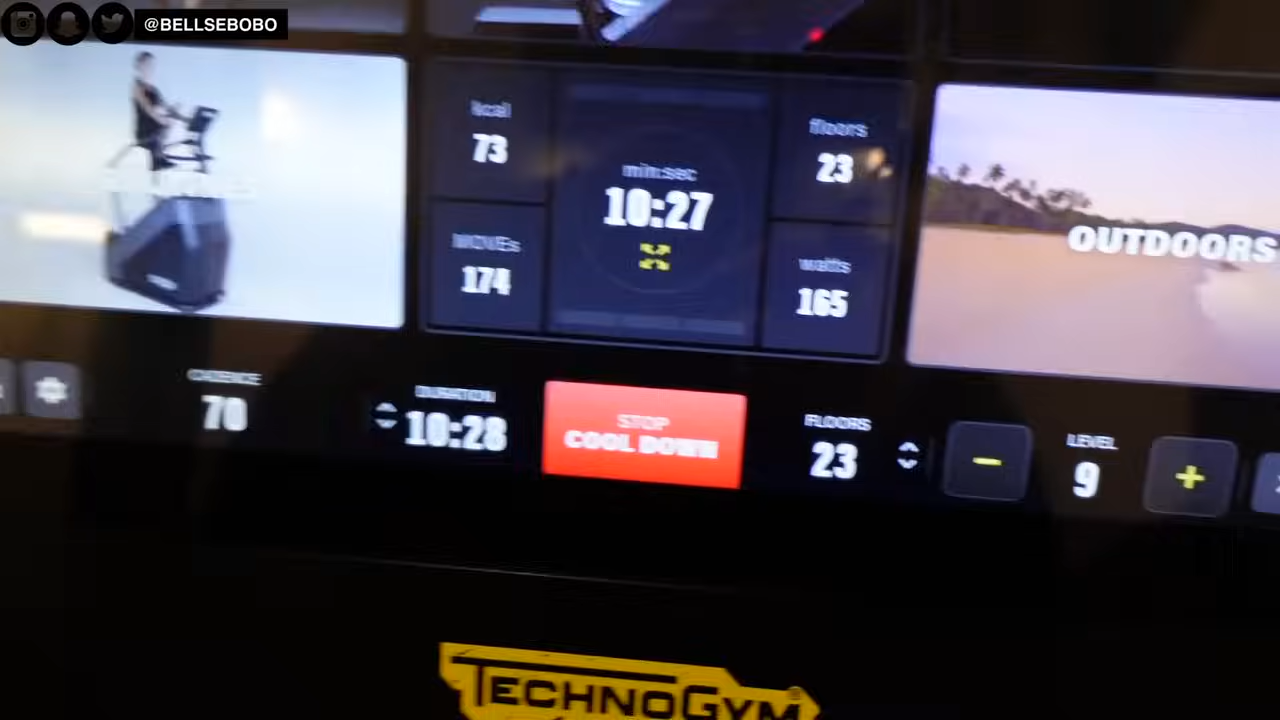 @BELLSEBOBO
kcal
73
min:sec
10:27
floors
23
MOVEs
174
watts
165
OUTDOORS
CADENCE
70
DURATION
10:28
STOP
COOL DOWN
FLOORS
23
-
LEVEL
9
+
TECHNOGYM®